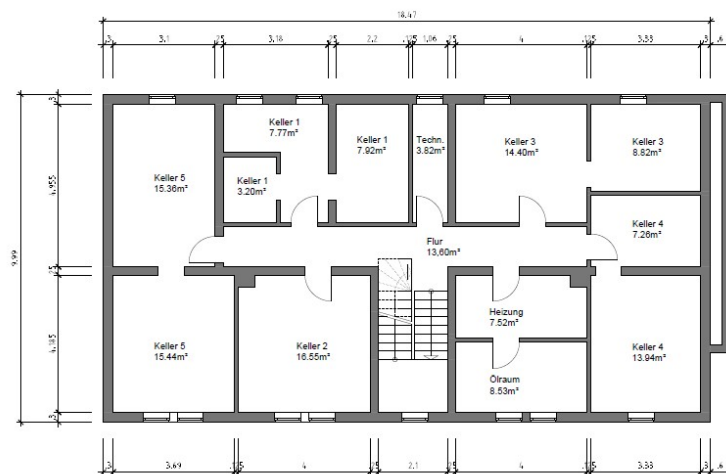 18.47
.3 3.1 .25 3.18 .25 2.2 .125 1.06 .25 4 .125 3.33 .3 .6
Keller 1
7.77m²
Keller 1
7.92m²
Techn.
3.82m²
Keller 3
14.40m²
Keller 3
8.82m²
Keller 5
15.36m²
Keller 1
3.20m²
Keller 4
7.26m²
Flur
13,60m²
.3
4.955
.25
4.185
.3
9.99
Keller 5
15.44m²
Keller 2
16.55m²
Heizung
7.52m²
Ölraum
8.53m²
Keller 4
13.94m²
.3 3.69 .125 4 .25 2.1 .25 4 .125 3.33 .3 .6